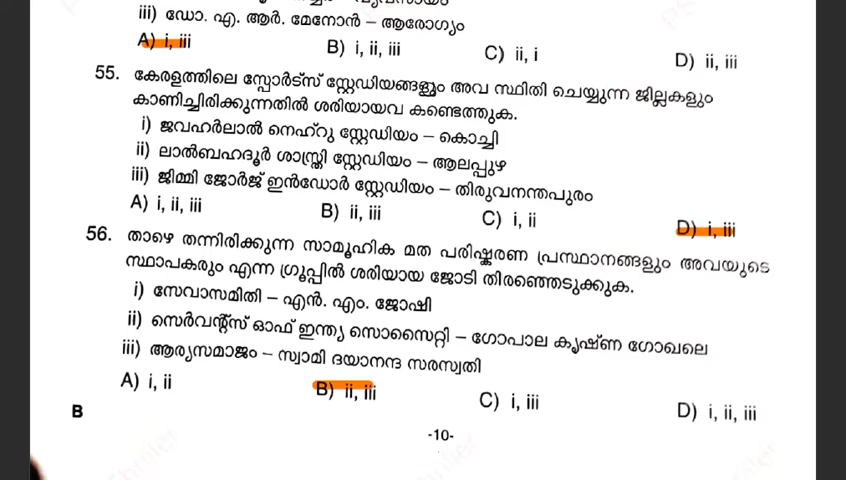 iii) ഡോ. എ. ആർ. മേനോൻ – ആരോഗ്യം
A) i, iii B) i, ii, iii C) ii, i D) ii, iii
55. കേരളത്തിലെ സ്പോർട്സ് സ്റ്റേഡിയങ്ങളും അവ സ്ഥിതി ചെയ്യുന്ന ജില്ലകളും
കാണിച്ചിരിക്കുന്നതിൽ ശരിയായവ കണ്ടെത്തുക.
i) ജവഹർലാൽ നെഹ്റു സ്റ്റേഡിയം – കൊച്ചി
ii) ലാൽബഹദൂർ ശാസ്ത്രി സ്റ്റേഡിയം – ആലപ്പുഴ
iii) ജിമ്മി ജോർജ് ഇൻഡോർ സ്റ്റേഡിയം – തിരുവനന്തപുരം
A) i, ii, iii B) ii, iii C) i, ii D) i, iii
56. താഴെ തന്നിരിക്കുന്ന സാമൂഹിക മത പരിഷ്കരണ പ്രസ്ഥാനങ്ങളും അവയുടെ
സ്ഥാപകരും എന്ന ഗ്രൂപ്പിൽ ശരിയായ ജോടി തിരഞ്ഞെടുക്കുക.
i) സേവാസമിതി – എൻ. എം. ജോഷി
ii) സെർവന്റ്സ് ഓഫ് ഇന്ത്യ സൊസൈറ്റി – ഗോപാല കൃഷ്ണ ഗോഖലെ
iii) ആര്യസമാജം – സ്വാമി ദയാനന്ദ സരസ്വതി
A) i, ii B) ii, iii C) i, iii D) i, ii, iii
B
-10-